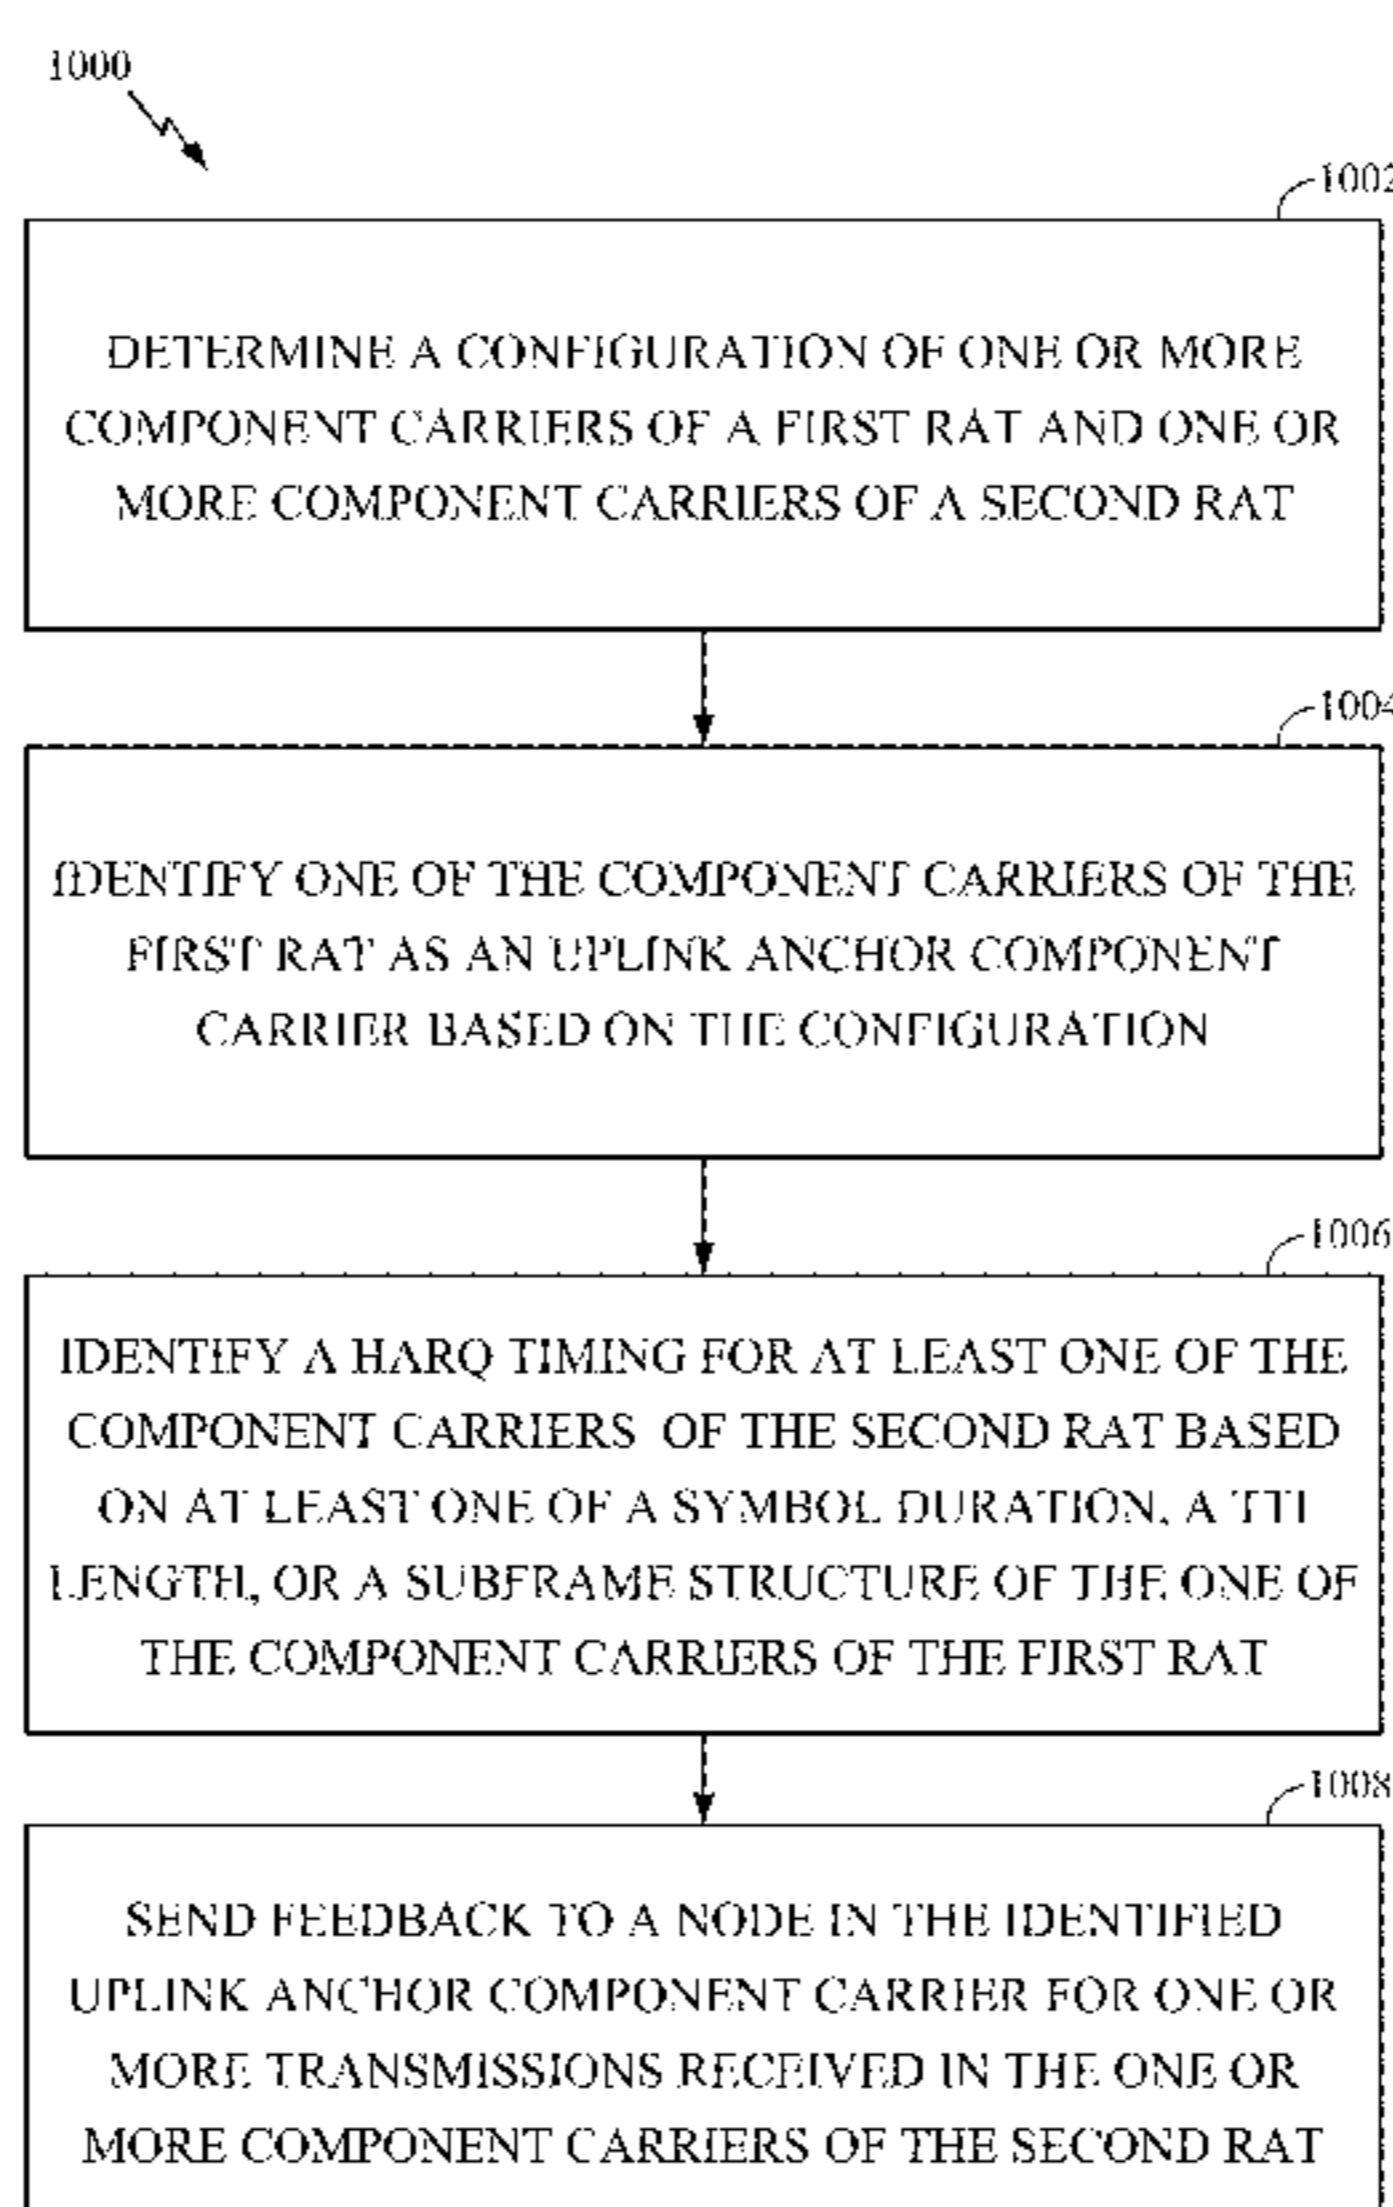 1000
1002
DETERMINE A CONFIGURATION OF ONE OR MORE
COMPONENT CARRIERS OF A FIRST RAT AND ONE OR
MORE COMPONENT CARRIERS OF A SECOND RAT
1004
IDENTIFY ONE OF THE COMPONENT CARRIERS OF THE
FIRST RAT AS AN UPLINK ANCHOR COMPONENT
CARRIER BASED ON THE CONFIGURATION
1006
IDENTIFY A HARQ TIMING FOR AT LEAST ONE OF THE
COMPONENT CARRIERS OF THE SECOND RAT BASED
ON AT LEAST ONE OF A SYMBOL DURATION, A TTI
LENGTH, OR A SUBFRAME STRUCTURE OF THE ONE OF
THE COMPONENT CARRIERS OF THE FIRST RAT
1008
SEND FEEDBACK TO A NODE IN THE IDENTIFIED
UPLINK ANCHOR COMPONENT CARRIER FOR ONE OR
MORE TRANSMISSIONS RECEIVED IN THE ONE OR
MORE COMPONENT CARRIERS OF THE SECOND RAT